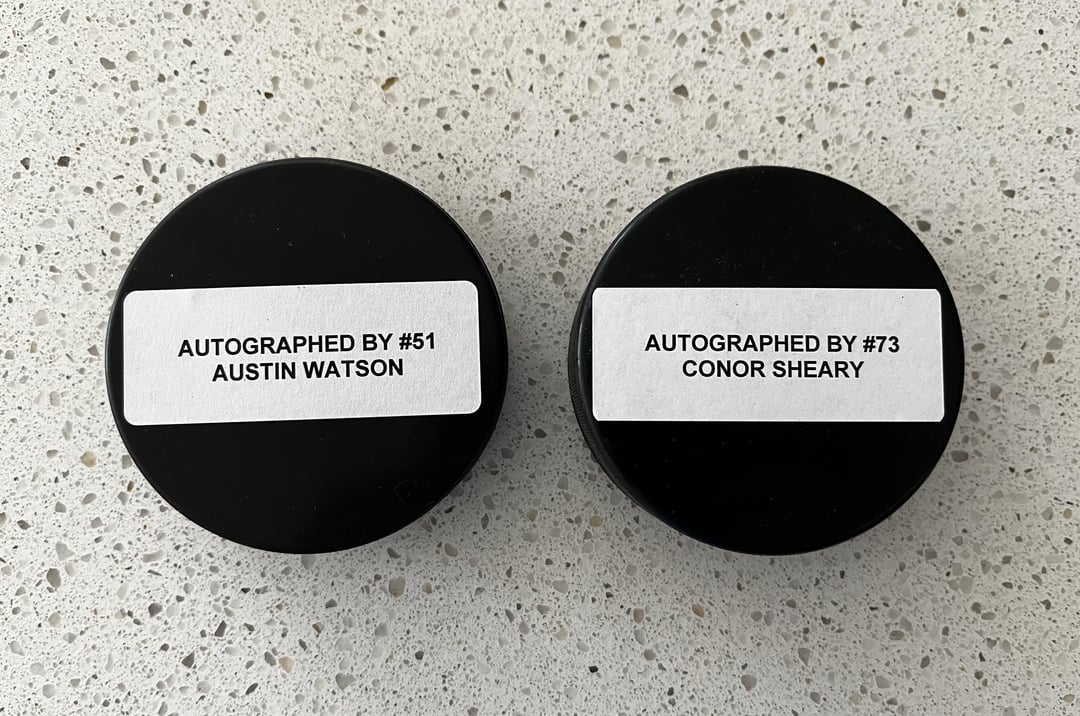 AUTOGRAPHED BY #51
AUSTIN WATSON
AUTOGRAPHED BY #73
CONOR SHEARY